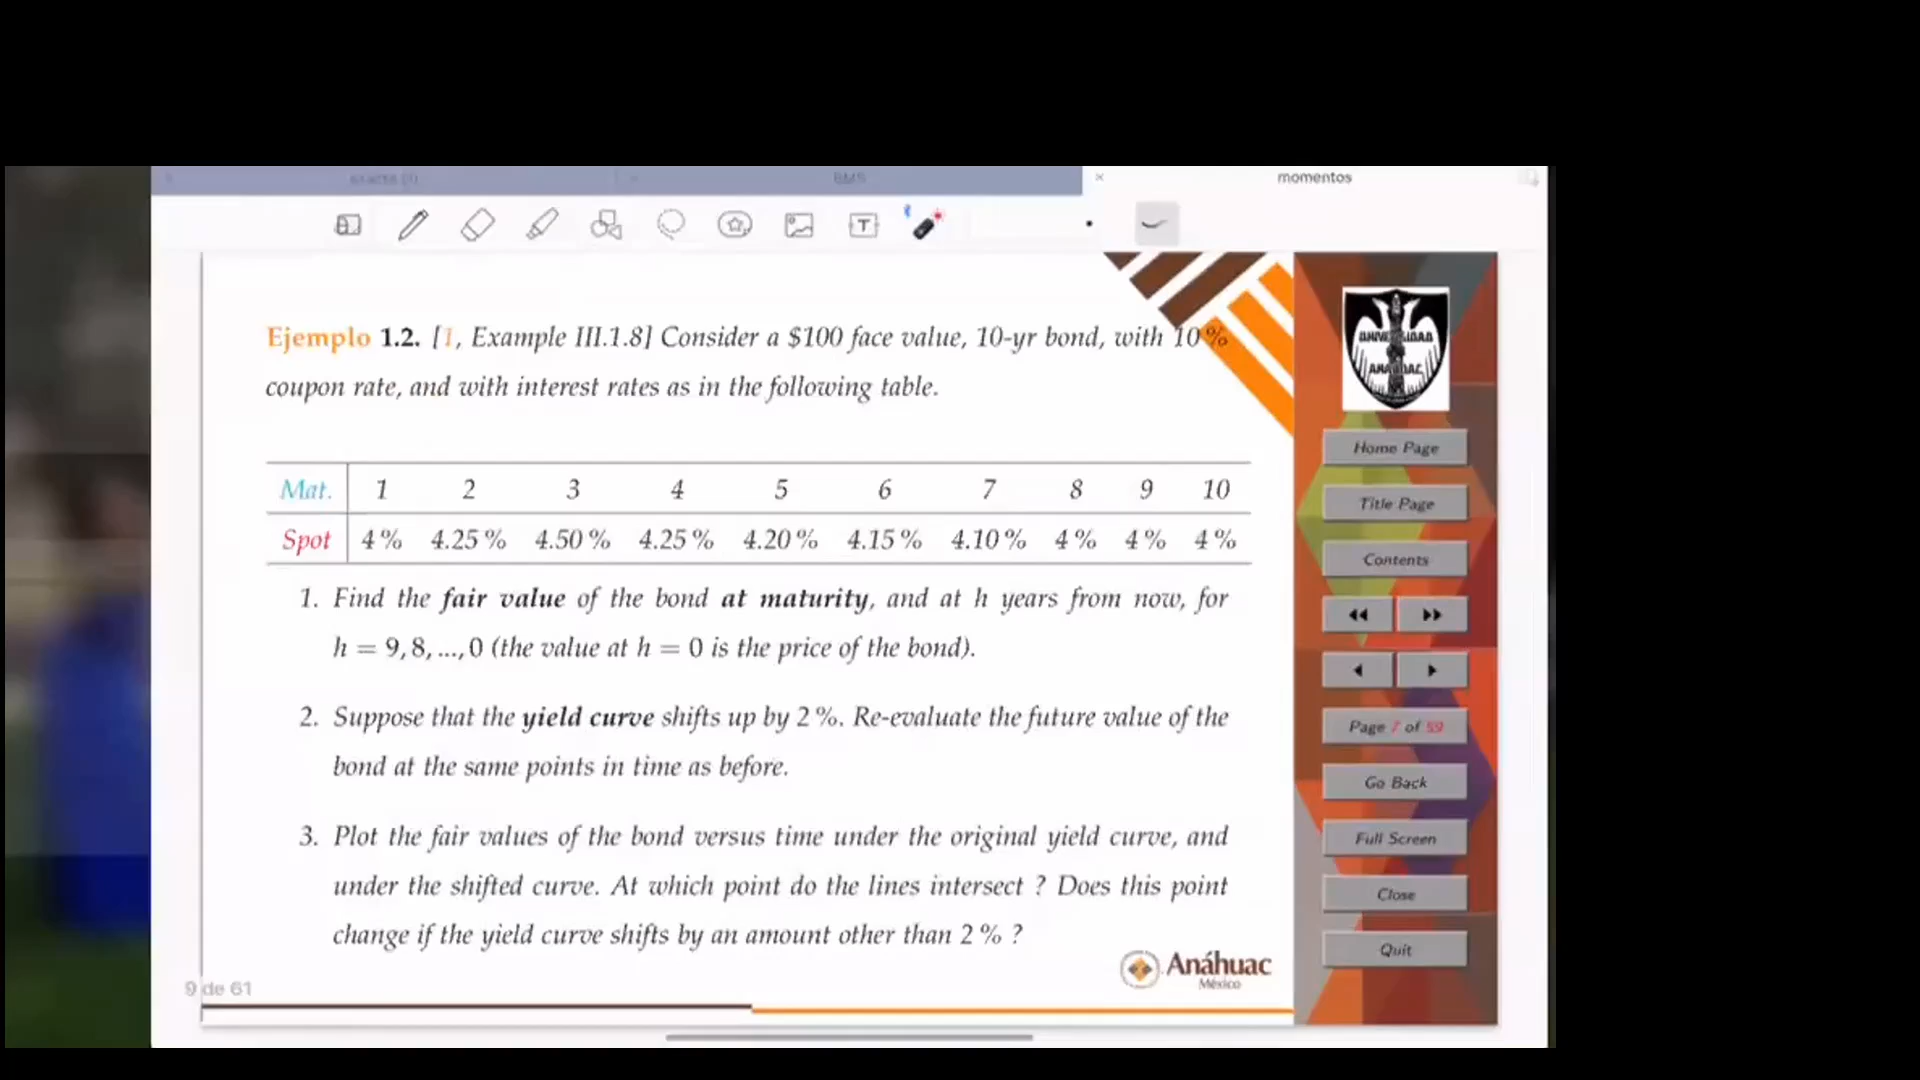 momentos
Ejemplo 1.2. [1, Example III.1.8] Consider a $100 face value, 10-yr bond, with 10%
coupon rate, and with interest rates as in the following table.
Mat. 1 2 3 4 5 6 7 8 9 10
Spot 4% 4.25% 4.50% 4.25% 4.20% 4.15% 4.10% 4% 4% 4%
1. Find the fair value of the bond at maturity, and at h years from now, for
h = 9, 8, ..., 0 (the value at h = 0 is the price of the bond).
2. Suppose that the yield curve shifts up by 2%. Re-evaluate the future value of the
bond at the same points in time as before.
3. Plot the fair values of the bond versus time under the original yield curve, and
under the shifted curve. At which point do the lines intersect ? Does this point
change if the yield curve shifts by an amount other than 2% ?
Anáhuac
México
9 de 61
UNIVERSIDAD
ANAHUAC
Home Page
Title Page
Contents
Page 7 of 59
Go Back
Full Screen
Close
Quit